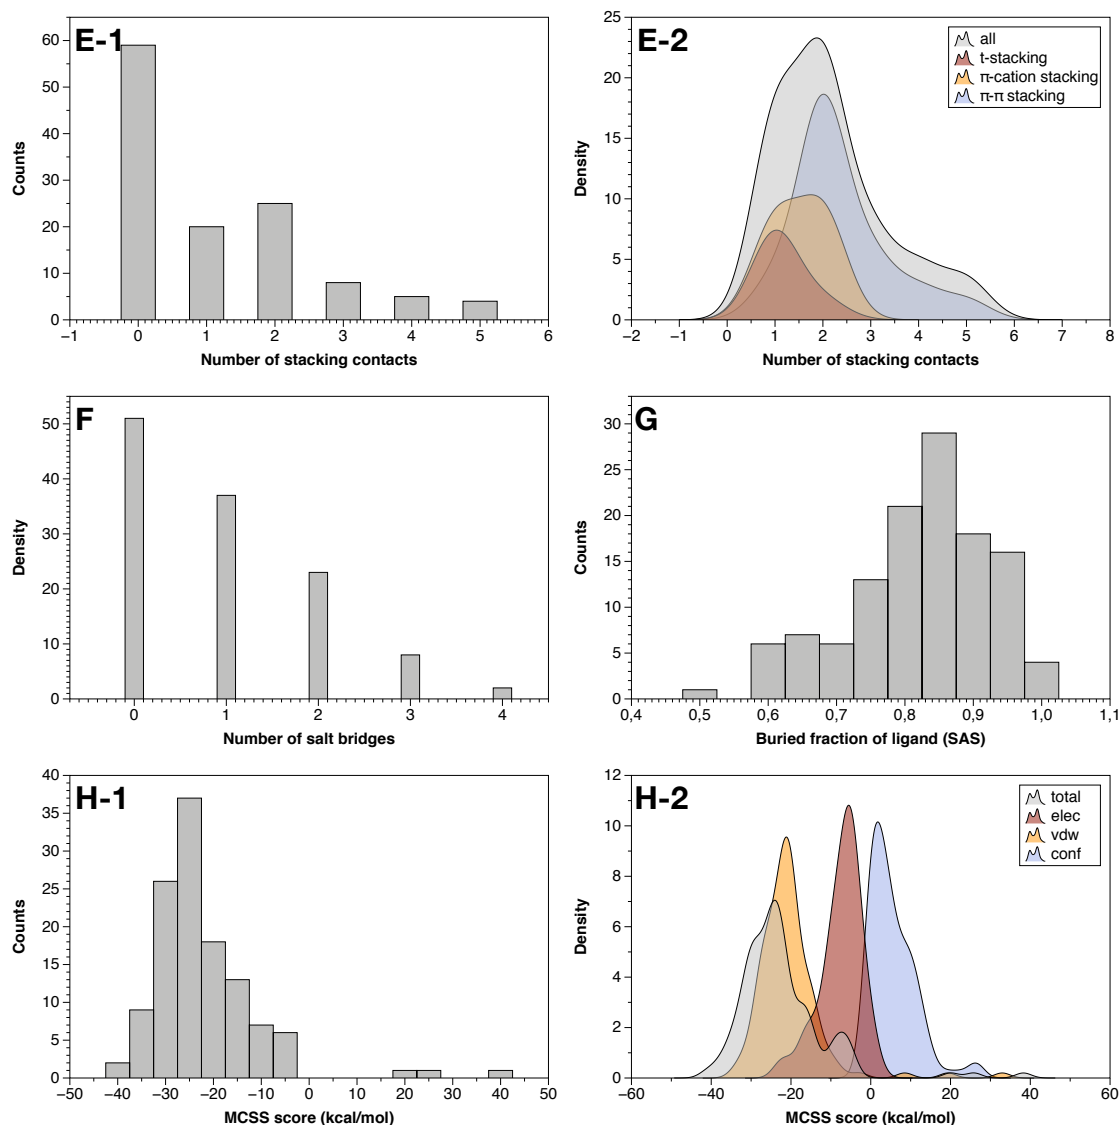 E-1
60
50
40
30
20
10
0
Counts
−1 0 1 2 3 4 5 6
Number of stacking contacts
E-2
25
20
15
10
5
0
Density
all
t-stacking
π-cation stacking
π-π stacking
−2 −1 0 1 2 3 4 5 6 7 8
Number of stacking contacts
F
50
40
30
20
10
0
Density
0 1 2 3 4
Number of salt bridges
G
30
25
20
15
10
5
0
Counts
0,4 0,5 0,6 0,7 0,8 0,9 1,0 1,1
Buried fraction of ligand (SAS)
H-1
40
35
30
25
20
15
10
5
0
Counts
−50 −40 −30 −20 −10 0 10 20 30 40 50
MCSS score (kcal/mol)
H-2
12
10
8
6
4
2
0
Density
total
elec
vdw
conf
−60 −40 −20 0 20 40 60
MCSS score (kcal/mol)